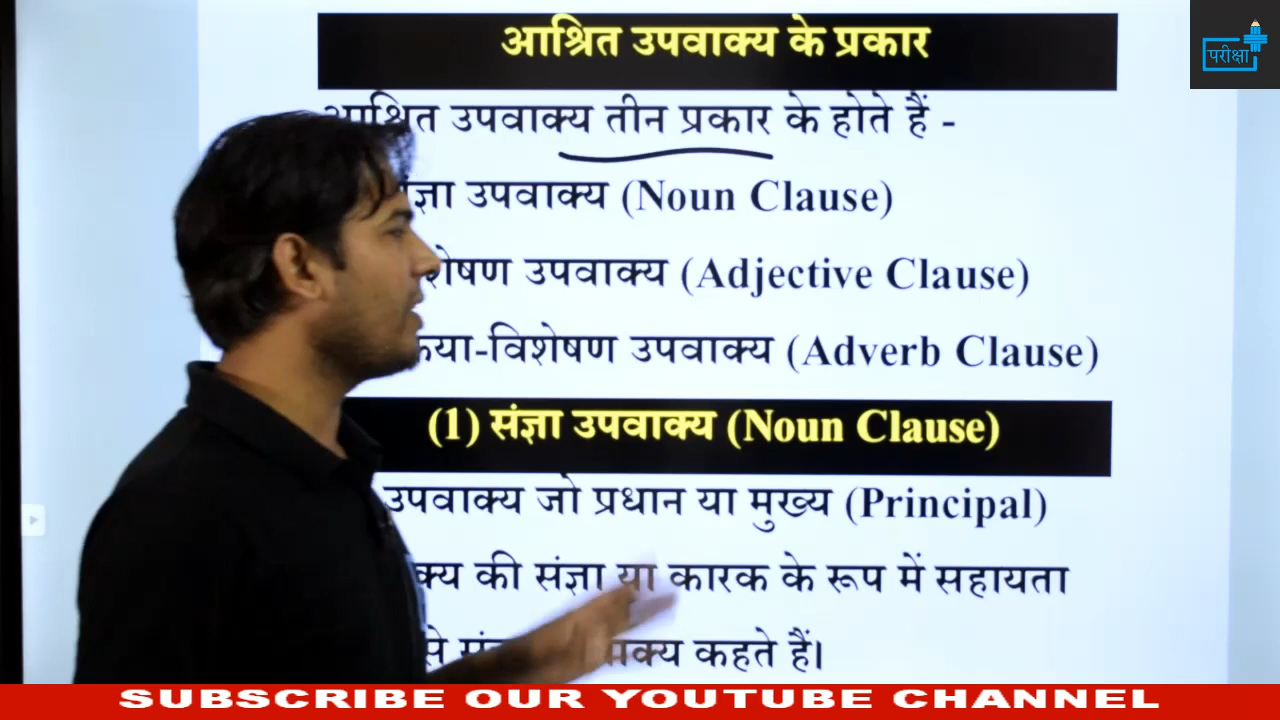 आश्रित उपवाक्य के प्रकार
परीक्षा
आश्रित उपवाक्य तीन प्रकार के होते हैं -
उपवाक्य (Noun Clause)
उपवाक्य (Adjective Clause)
-विशेषण उपवाक्य (Adverb Clause)
(1) संज्ञा उपवाक्य (Noun Clause)
उपवाक्य जो प्रधान या मुख्य (Principal)
की संज्ञा या कारक के रूप में सहायता
कहते हैं।
SUBSCRIBE OUR YOUTUBE CHANNEL